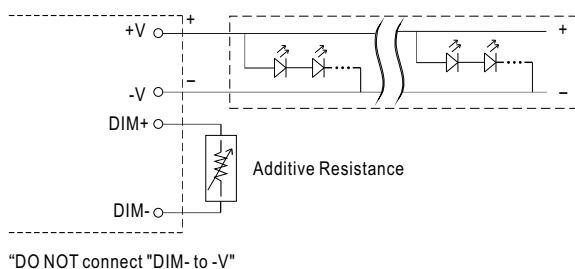 +V
+
+
-V
–
–
DIM+
Additive Resistance
DIM-
“DO NOT connect "DIM- to -V"